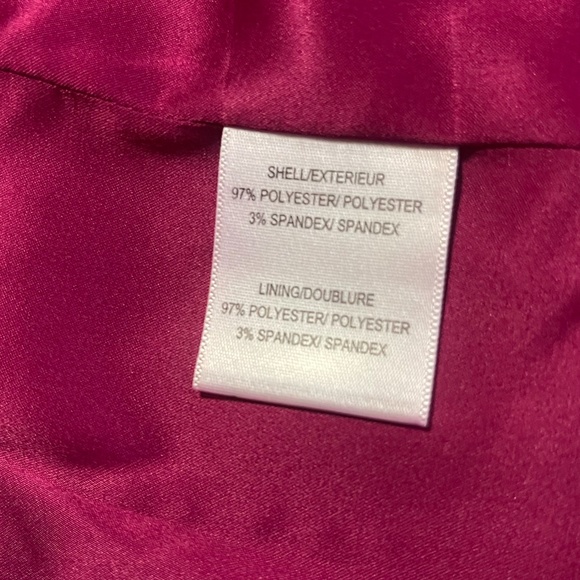 SHELL/EXTERIEUR
97% POLYESTER/ POLYESTER
3% SPANDEX/ SPANDEX
LINING/DOUBLURE
97% POLYESTER/ POLYESTER
3% SPANDEX/ SPANDEX